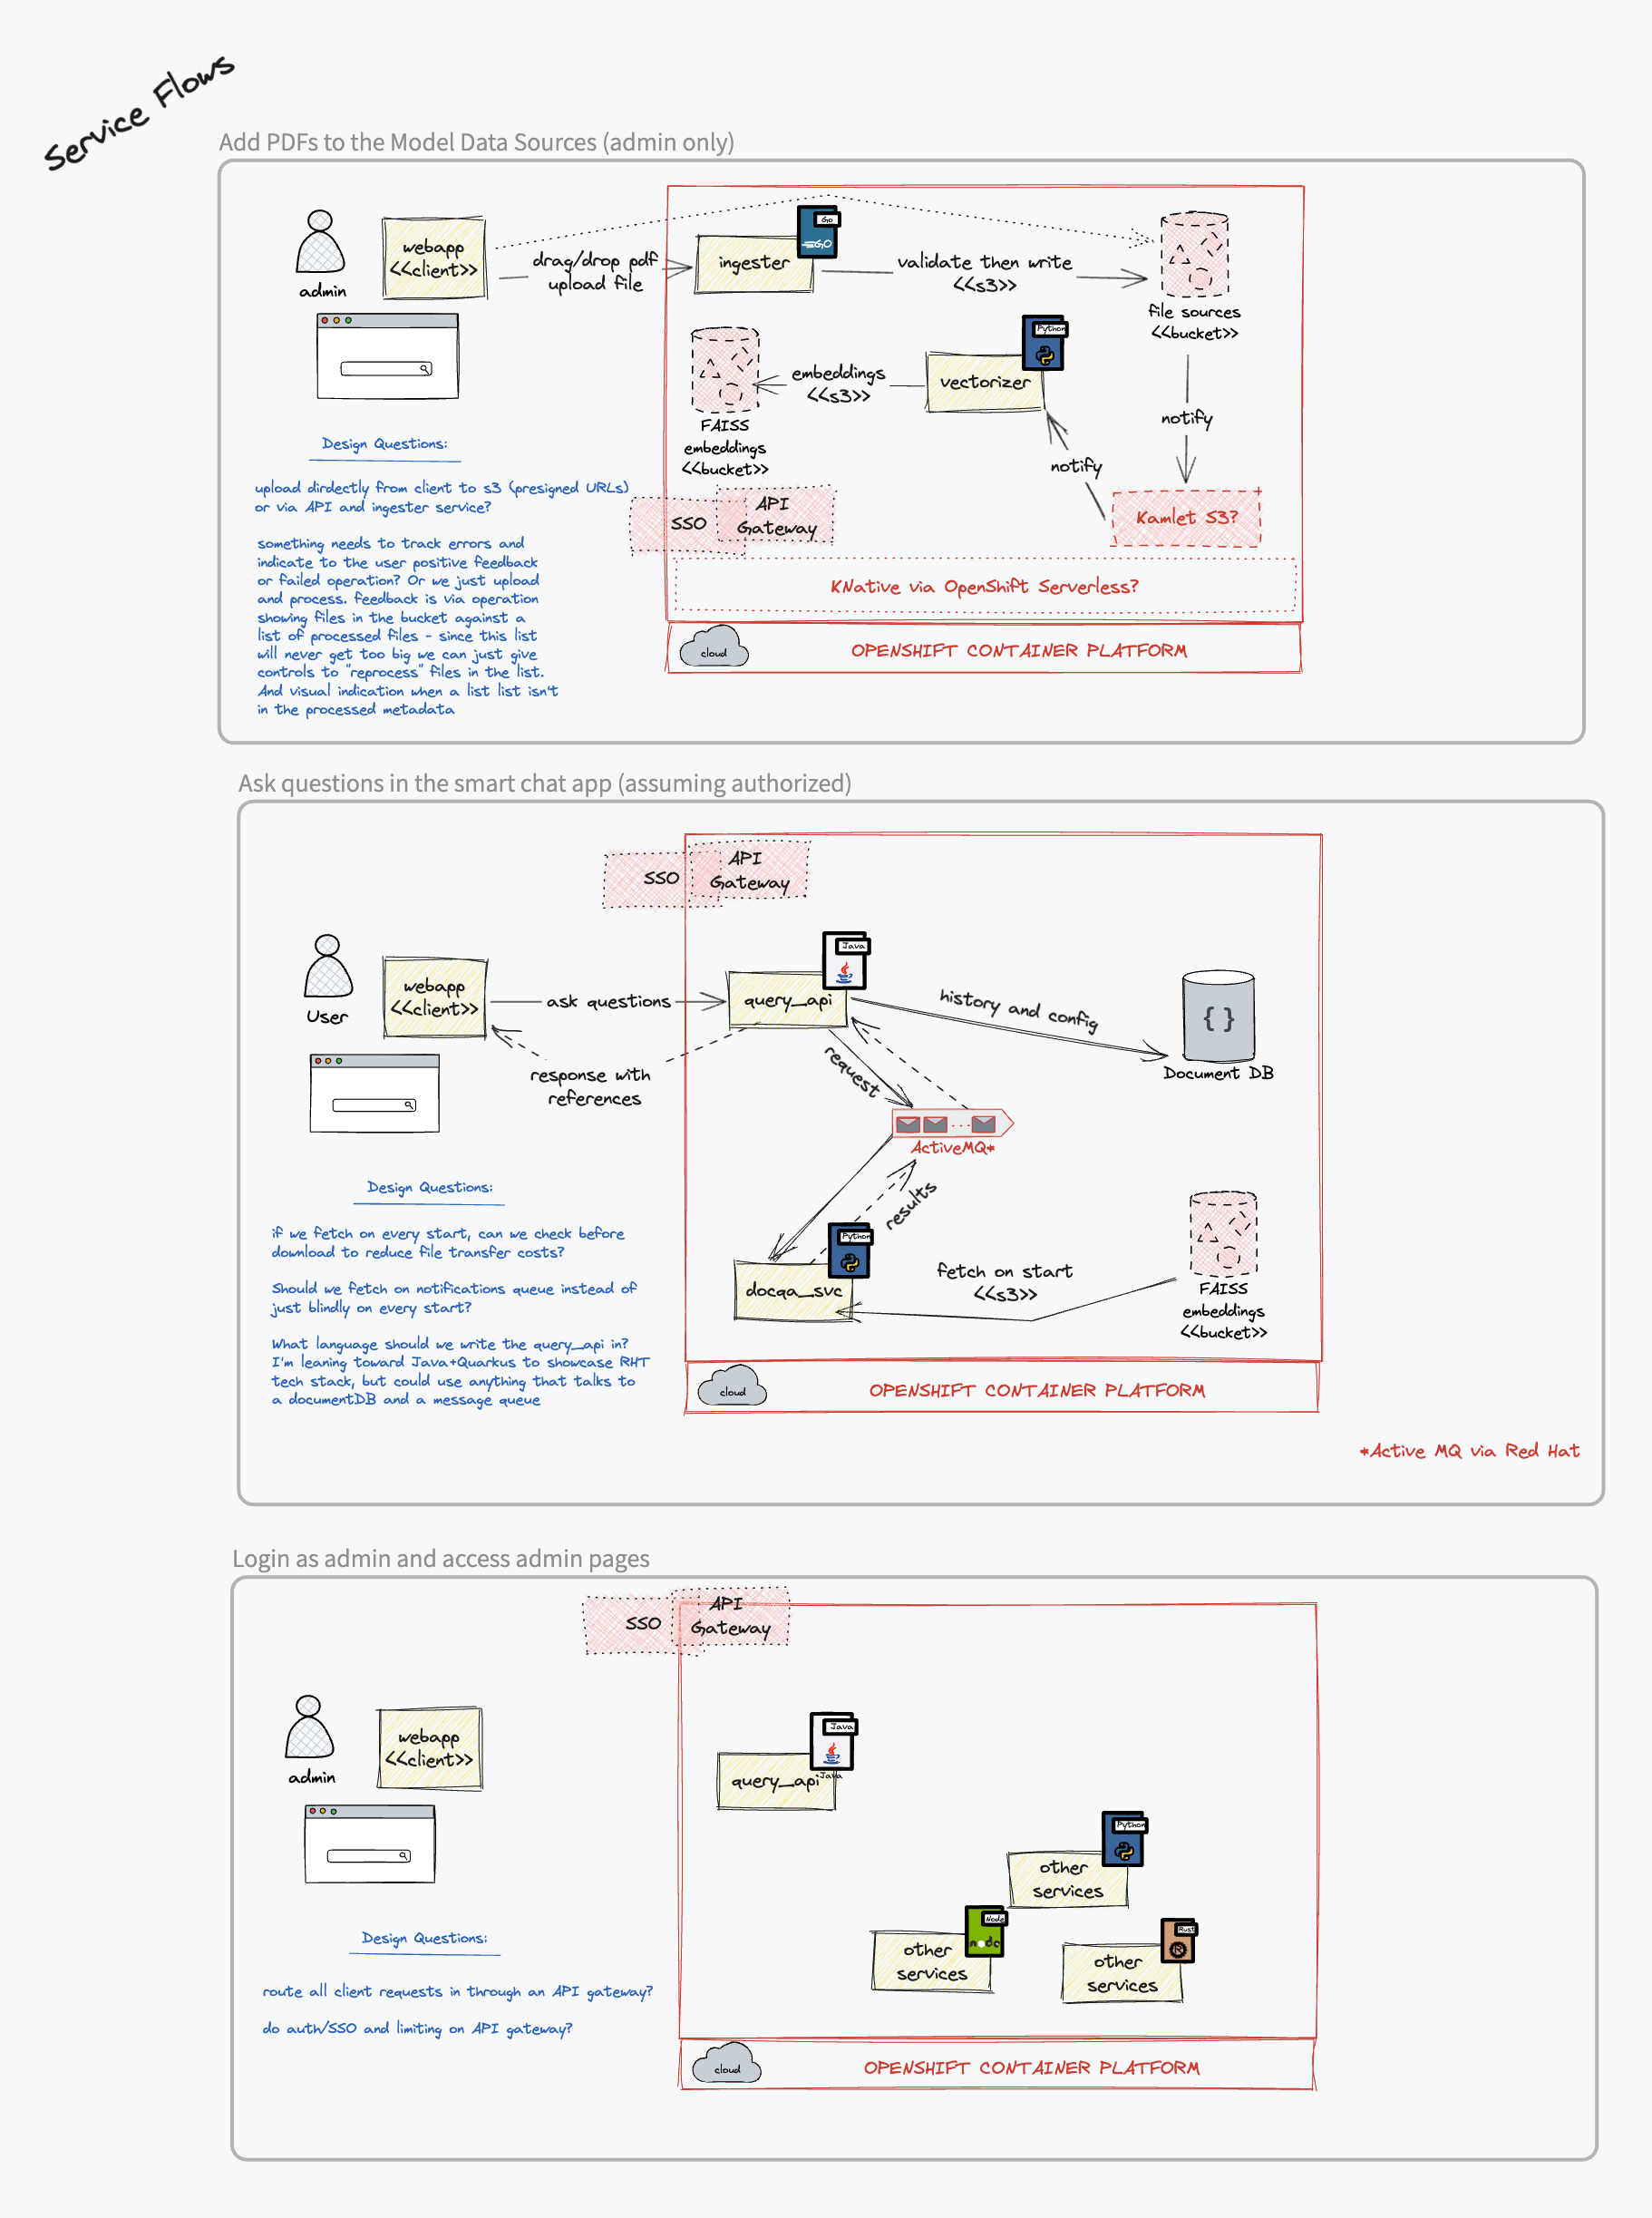 Service Flows
Add PDFs to the Model Data Sources (admin only)
admin
webapp
<<client>>
drag/drop pdf
upload file
ingester
Go
GO
validate then write
<<s3>>
file sources
<<bucket>>
Python
vectorizer
embeddings
<<s3>>
FAISS
embeddings
<<bucket>>
notify
notify
Kamlet S3?
SSO
API
Gateway
KNative via OpenShift Serverless?
cloud
OPENSHIFT CONTAINER PLATFORM
Design Questions:
upload dirdectly from client to s3 (presigned URLs)
or via API and ingester service?
something needs to track errors and
indicate to the user positive feedback
or failed operation? Or we just upload
and process. feedback is via operation
showing files in the bucket against a
list of processed files - since this list
will never get too big we can just give
controls to "reprocess" files in the list.
And visual indication when a list list isn't
in the processed metadata
Ask questions in the smart chat app (assuming authorized)
SSO
API
Gateway
User
webapp
<<client>>
ask questions
Java
query_api
history and config
Document DB
response with
references
request
ActiveMQ*
results
Python
docqa_svc
fetch on start
<<s3>>
FAISS
embeddings
<<bucket>>
cloud
OPENSHIFT CONTAINER PLATFORM
Design Questions:
if we fetch on every start, can we check before
download to reduce file transfer costs?
Should we fetch on notifications queue instead of
just blindly on every start?
What language should we write the query_api in?
I'm leaning toward Java+Quarkus to showcase RHT
tech stack, but could use anything that talks to
a documentDB and a message queue
*Active MQ via Red Hat
Login as admin and access admin pages
SSO
API
Gateway
admin
webapp
<<client>>
Java
Java
query_api
Python
other
services
Node
node
other
services
Rust
R
other
services
cloud
OPENSHIFT CONTAINER PLATFORM
Design Questions:
route all client requests in through an API gateway?
do auth/SSO and limiting on API gateway?